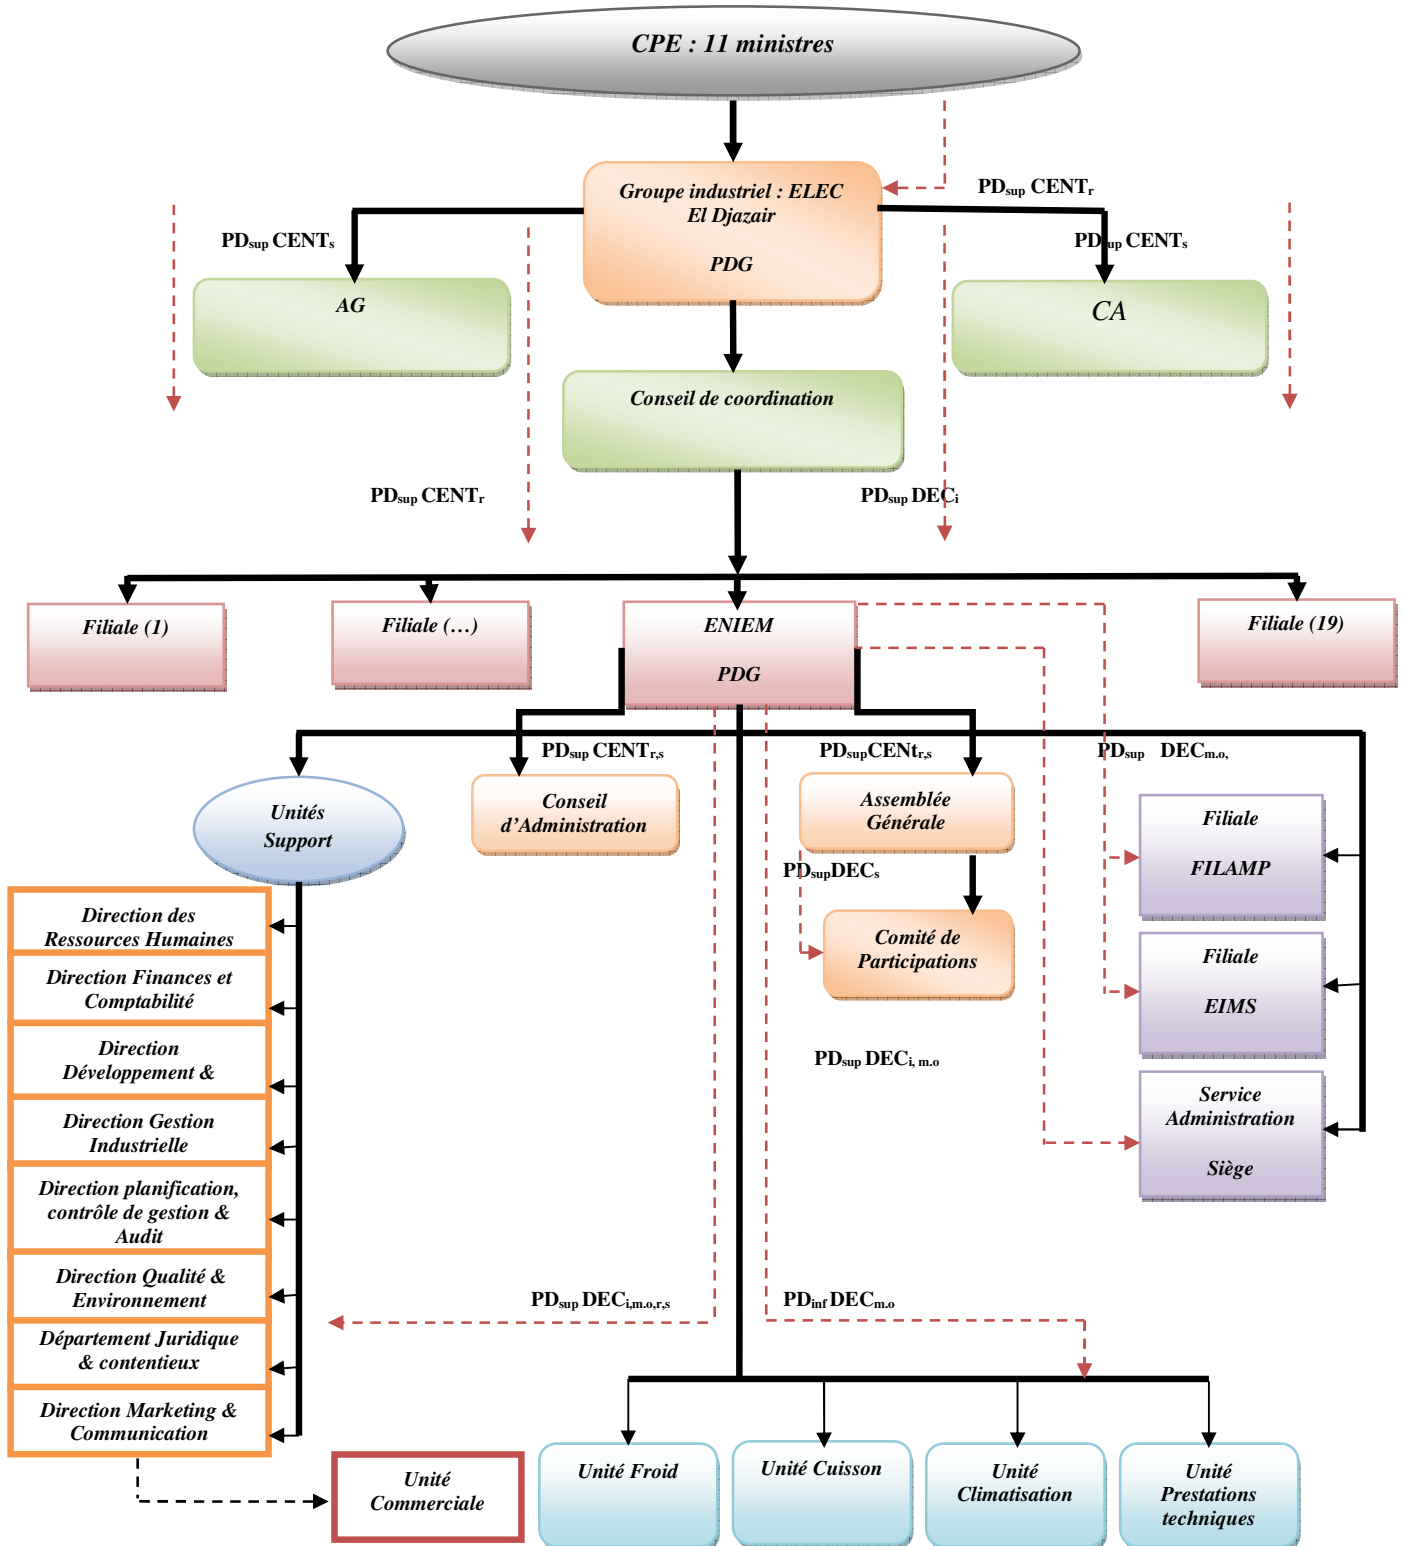 CPE : 11 ministres
Groupe industriel : ELEC
El Djazair
PDG
PDsup CENTr
PDsup CENTs
PDsup CENTs
AG
CA
Conseil de coordination
PDsup CENTr
PDsup DECi
Filiale (1)
Filiale (…)
ENIEM
PDG
Filiale (19)
PDsup CENTr,s
PDsupCENtr,s
PDsup DECm.o,
Unités
Support
Conseil
d’Administration
Assemblée
Générale
Filiale
FILAMP
PDsupDECs
Comité de
Participations
Filiale
EIMS
PDsup DECi, m.o
Service
Administration
Siège
Direction des
Ressources Humaines
Direction Finances et
Comptabilité
Direction
Développement &
Direction Gestion
Industrielle
Direction planification,
contrôle de gestion &
Audit
Direction Qualité &
Environnement
Département Juridique
& contentieux
Direction Marketing &
Communication
PDsup DECi,m.o,r,s
PDinf DECm.o
Unité
Commerciale
Unité Froid
Unité Cuisson
Unité
Climatisation
Unité
Prestations
techniques